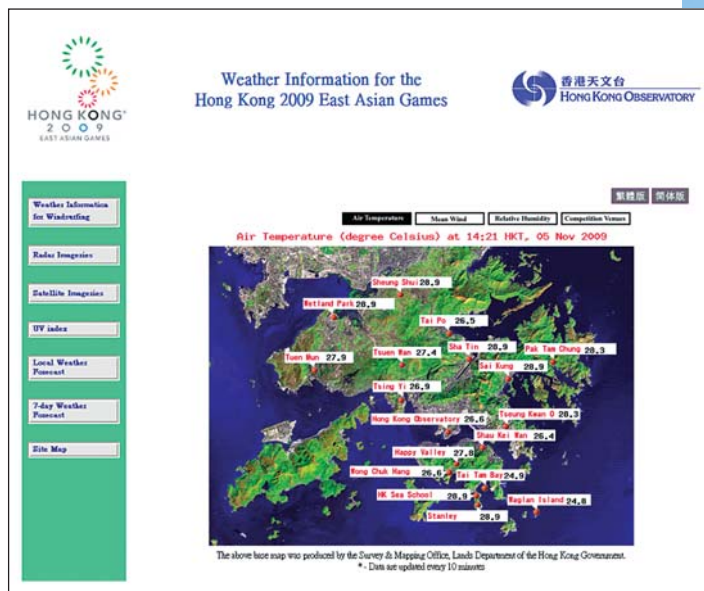 HONG KONG
2009
EAST ASIAN GAMES
Weather Information for the
Hong Kong 2009 East Asian Games
香港天文台
HONG KONG OBSERVATORY
繁體版 简体版
Weather Information
for Windsurfing
Radar Imageries
Satellite Imageries
UV index
Local Weather
Forecast
7-day Weather
Forecast
Site Map
Air Temperature Mean Wind Relative Humidity Competition Venues
Air Temperature (degree Celsius) at 14:21 HKT, 05 Nov 2009
Sheung Shui 28.9
Wetland Park 28.9
Tai Po 26.5
Sha Tin 28.9
Pak Tam Chung 28.3
Tuen Mun 27.9
Tsuen Wan 27.4
Sai Kung 28.9
Tsing Yi 26.9
Hong Kong Observatory 26.6
Tseung Kwan O 28.3
Shau Kei Wan 26.4
Happy Valley 27.8
Wong Chuk Hang 26.6
Tai Tam Bay 24.9
HK Sea School 28.9
Waglan Island 24.8
Stanley 28.9
The above base map was produced by the Survey & Mapping Office, Lands Department of the Hong Kong Government.
* - Data are updated every 10 minutes